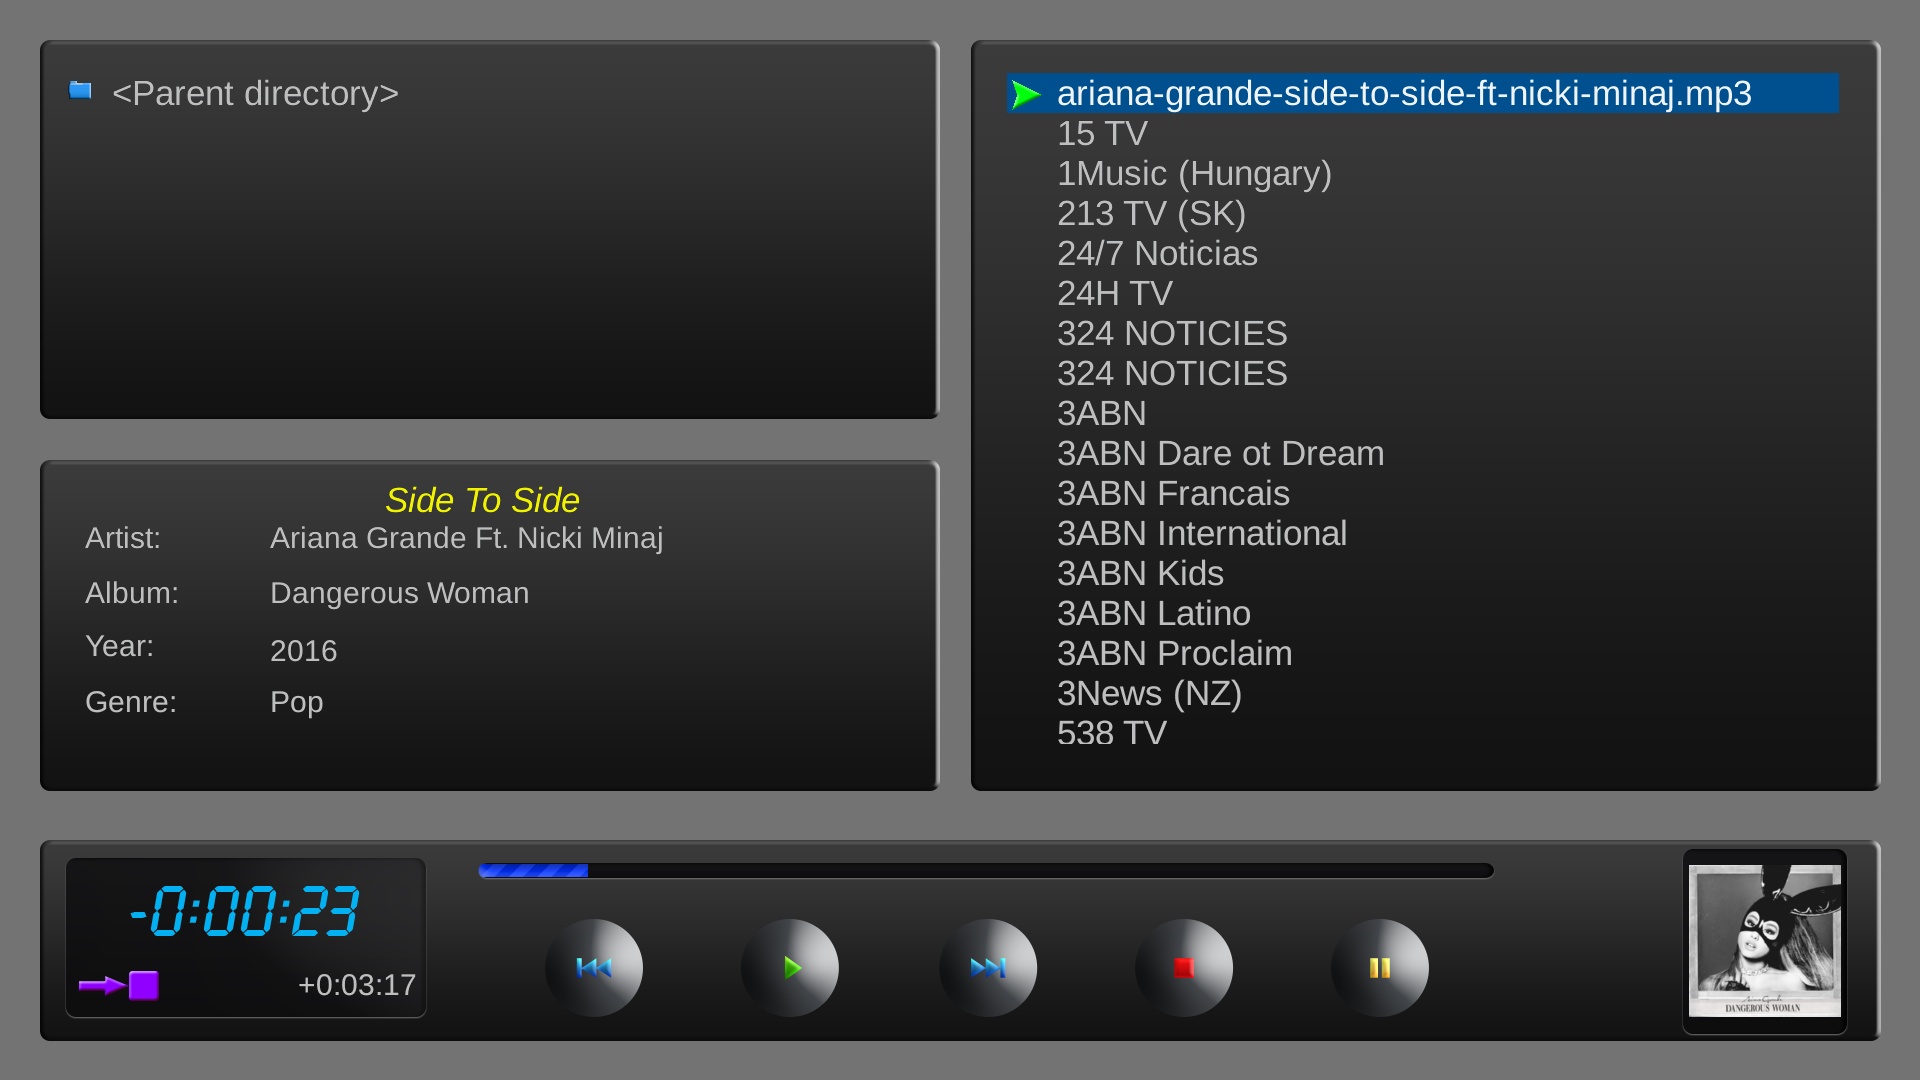 <Parent directory>
Side To Side
Artist: Ariana Grande Ft. Nicki Minaj
Album: Dangerous Woman
Year: 2016
Genre: Pop
ariana-grande-side-to-side-ft-nicki-minaj.mp3
15 TV
1Music (Hungary)
213 TV (SK)
24/7 Noticias
24H TV
324 NOTICIES
324 NOTICIES
3ABN
3ABN Dare ot Dream
3ABN Francais
3ABN International
3ABN Kids
3ABN Latino
3ABN Proclaim
3News (NZ)
538 TV
-0:00:23
+0:03:17
Ariana Grande
DANGEROUS WOMAN